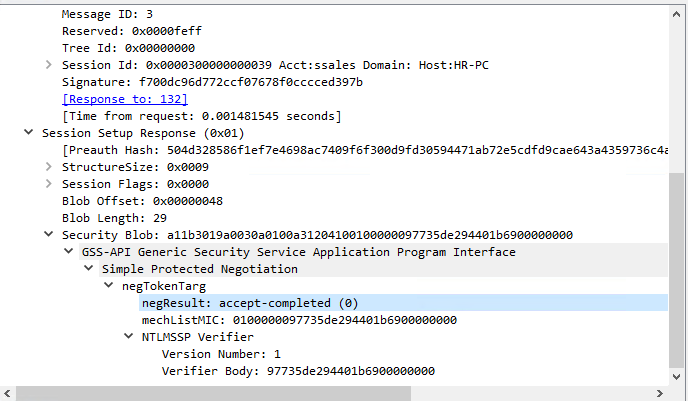 Message ID: 3
Reserved: 0x0000feff
Tree Id: 0x00000000
Session Id: 0x0000300000000039 Acct:ssales Domain: Host:HR-PC
Signature: f700dc96d772ccf07678f0cccced397b
[Response to: 132]
[Time from request: 0.001481545 seconds]
Session Setup Response (0x01)
[Preauth Hash: 504d328586f1ef7e4698ac7409f6f300d9fd30594471ab72e5cdfd9cae643a4359736c4a
StructureSize: 0x0009
Session Flags: 0x0000
Blob Offset: 0x00000048
Blob Length: 29
Security Blob: a11b3019a0030a0100a31204100100000097735de294401b6900000000
GSS-API Generic Security Service Application Program Interface
Simple Protected Negotiation
negTokenTarg
negResult: accept-completed (0)
mechListMIC: 0100000097735de294401b6900000000
NTLMSSP Verifier
Version Number: 1
Verifier Body: 97735de294401b6900000000